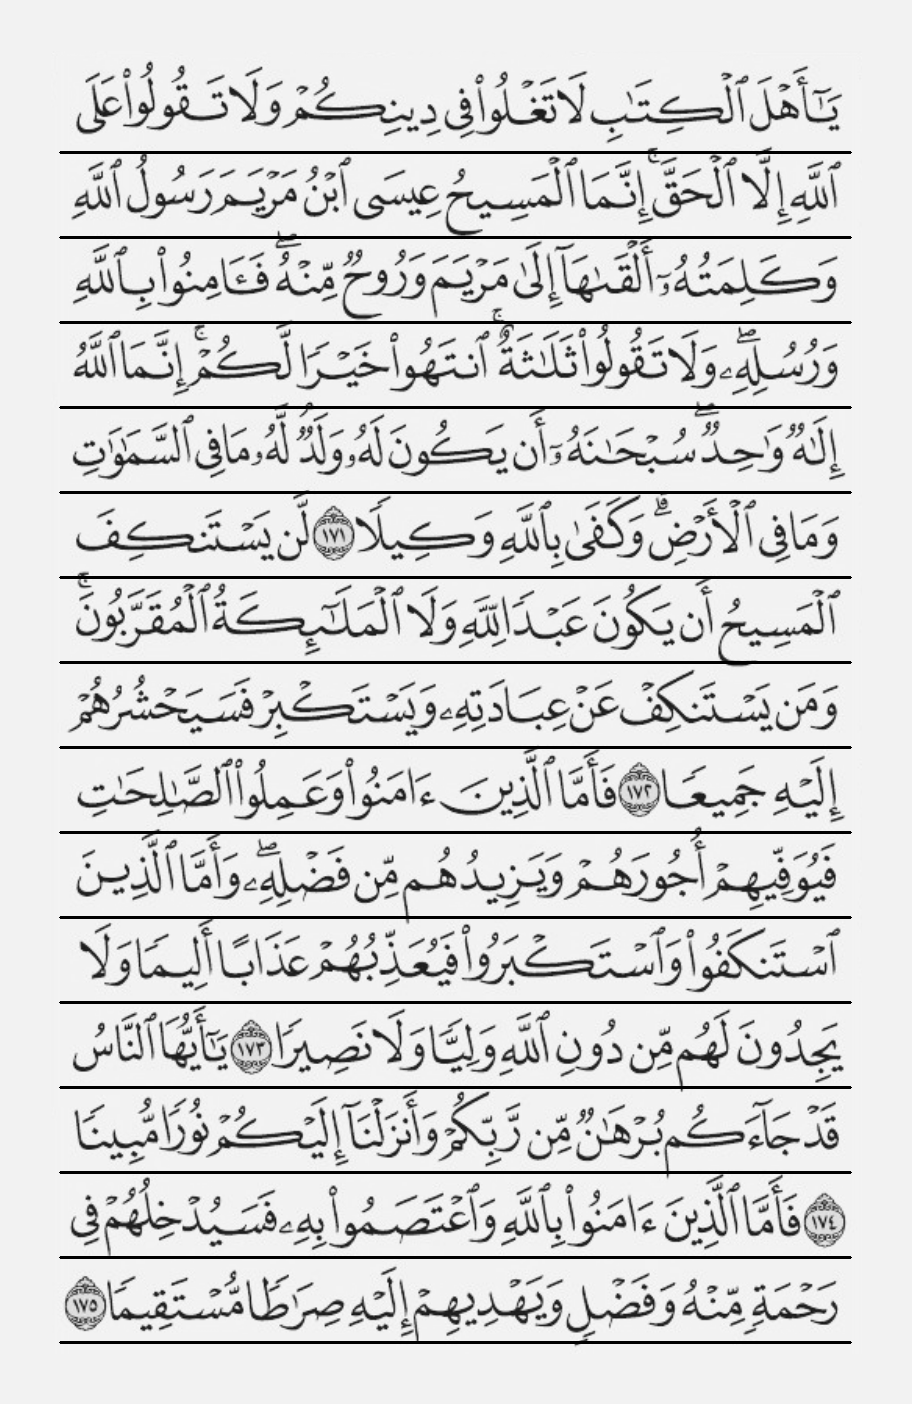 يَٰٓأَهْلَ ٱلْكِتَٰبِ لَا تَغْلُوا۟ فِى دِينِكُمْ وَلَا تَقُولُوا۟ عَلَى
ٱللَّهِ إِلَّا ٱلْحَقَّ ۚ إِنَّمَا ٱلْمَسِيحُ عِيسَى ٱبْنُ مَرْيَمَ رَسُولُ ٱللَّهِ
وَكَلِمَتُهُۥٓ أَلْقَىٰهَآ إِلَىٰ مَرْيَمَ وَرُوحٌ مِّنْهُ ۖ فَـَٔامِنُوا۟ بِٱللَّهِ
وَرُسُلِهِۦ ۖ وَلَا تَقُولُوا۟ ثَلَٰثَةٌ ۚ ٱنتَهُوا۟ خَيْرًا لَّكُمْ ۚ إِنَّمَا ٱللَّهُ
إِلَٰهٌ وَٰحِدٌ ۖ سُبْحَٰنَهُۥٓ أَن يَكُونَ لَهُۥ وَلَدٌ ۘ لَّهُۥ مَا فِى ٱلسَّمَٰوَٰتِ
وَمَا فِى ٱلْأَرْضِ ۗ وَكَفَىٰ بِٱللَّهِ وَكِيلًا ١٧١ لَّن يَسْتَنكِفَ
ٱلْمَسِيحُ أَن يَكُونَ عَبْدًا لِّلَّهِ وَلَا ٱلْمَلَٰٓئِكَةُ ٱلْمُقَرَّبُونَ ۚ
وَمَن يَسْتَنكِفْ عَنْ عِبَادَتِهِۦ وَيَسْتَكْبِرْ فَسَيَحْشُرُهُمْ
إِلَيْهِ جَمِيعًا ١٧٢ فَأَمَّا ٱلَّذِينَ ءَامَنُوا۟ وَعَمِلُوا۟ ٱلصَّٰلِحَٰتِ
فَيُوَفِّيهِمْ أُجُورَهُمْ وَيَزِيدُهُم مِّن فَضْلِهِۦ ۖ وَأَمَّا ٱلَّذِينَ
ٱسْتَنكَفُوا۟ وَٱسْتَكْبَرُوا۟ فَيُعَذِّبُهُمْ عَذَابًا أَلِيمًا وَلَا
يَجِدُونَ لَهُم مِّن دُونِ ٱللَّهِ وَلِيًّا وَلَا نَصِيرًا ١٧٣ يَٰٓأَيُّهَا ٱلنَّاسُ
قَدْ جَآءَكُم بُرْهَٰنٌ مِّن رَّبِّكُمْ وَأَنزَلْنَآ إِلَيْكُمْ نُورًا مُّبِينًا
١٧٤ فَأَمَّا ٱلَّذِينَ ءَامَنُوا۟ بِٱللَّهِ وَٱعْتَصَمُوا۟ بِهِۦ فَسَيُدْخِلُهُمْ فِى
رَحْمَةٍ مِّنْهُ وَفَضْلٍ وَيَهْدِيهِمْ إِلَيْهِ صِرَٰطًا مُّسْتَقِيمًا ١٧٥